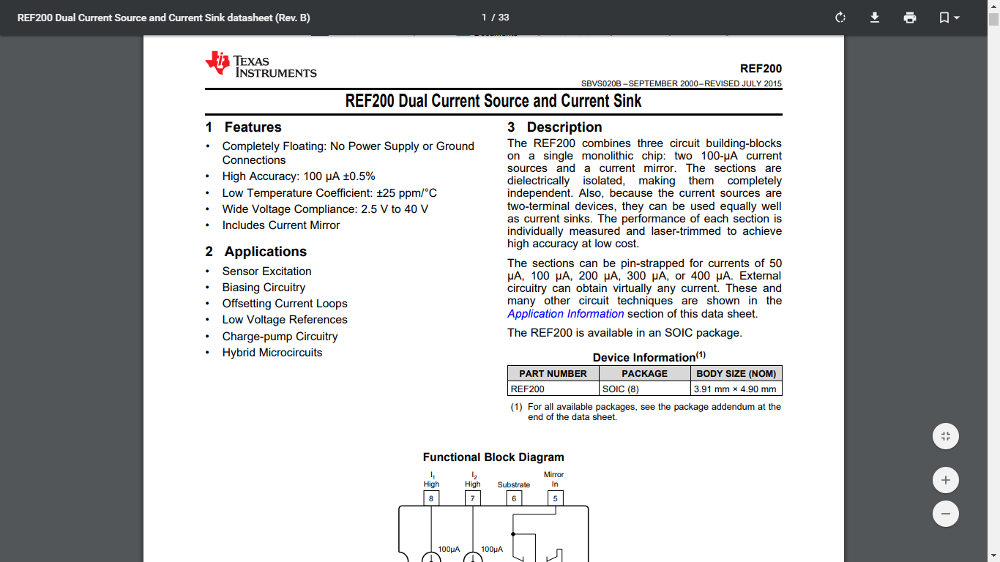 REF200 Dual Current Source and Current Sink datasheet (Rev. B)
1 / 33
TEXAS
INSTRUMENTS
REF200
SBVS020B –SEPTEMBER 2000–REVISED JULY 2015
REF200 Dual Current Source and Current Sink
1 Features
• Completely Floating: No Power Supply or Ground
Connections
• High Accuracy: 100 µA ±0.5%
• Low Temperature Coefficient: ±25 ppm/°C
• Wide Voltage Compliance: 2.5 V to 40 V
• Includes Current Mirror
2 Applications
• Sensor Excitation
• Biasing Circuitry
• Offsetting Current Loops
• Low Voltage References
• Charge-pump Circuitry
• Hybrid Microcircuits
3 Description
The REF200 combines three circuit building-blocks
on a single monolithic chip: two 100-µA current
sources and a current mirror. The sections are
dielectrically isolated, making them completely
independent. Also, because the current sources are
two-terminal devices, they can be used equally well
as current sinks. The performance of each section is
individually measured and laser-trimmed to achieve
high accuracy at low cost.
The sections can be pin-strapped for currents of 50
µA, 100 µA, 200 µA, 300 µA, or 400 µA. External
circuitry can obtain virtually any current. These and
many other circuit techniques are shown in the
Application Information section of this data sheet.
The REF200 is available in an SOIC package.
Device Information(1)
PART NUMBER PACKAGE BODY SIZE (NOM)
REF200 SOIC (8) 3.91 mm × 4.90 mm
(1) For all available packages, see the package addendum at the
end of the data sheet.
Functional Block Diagram
I1 I2 Mirror
High High Substrate In
8 7 6 5
100µA 100µA